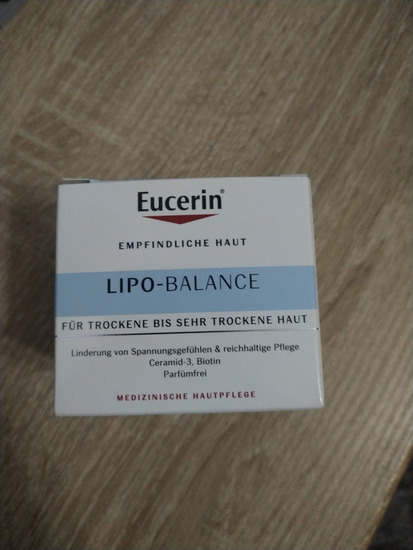 Eucerin®
EMPFINDLICHE HAUT
LIPO-BALANCE
FÜR TROCKENE BIS SEHR TROCKENE HAUT
Linderung von Spannungsgefühlen & reichhaltige Pflege
Ceramid-3, Biotin
Parfümfrei
MEDIZINISCHE HAUTPFLEGE